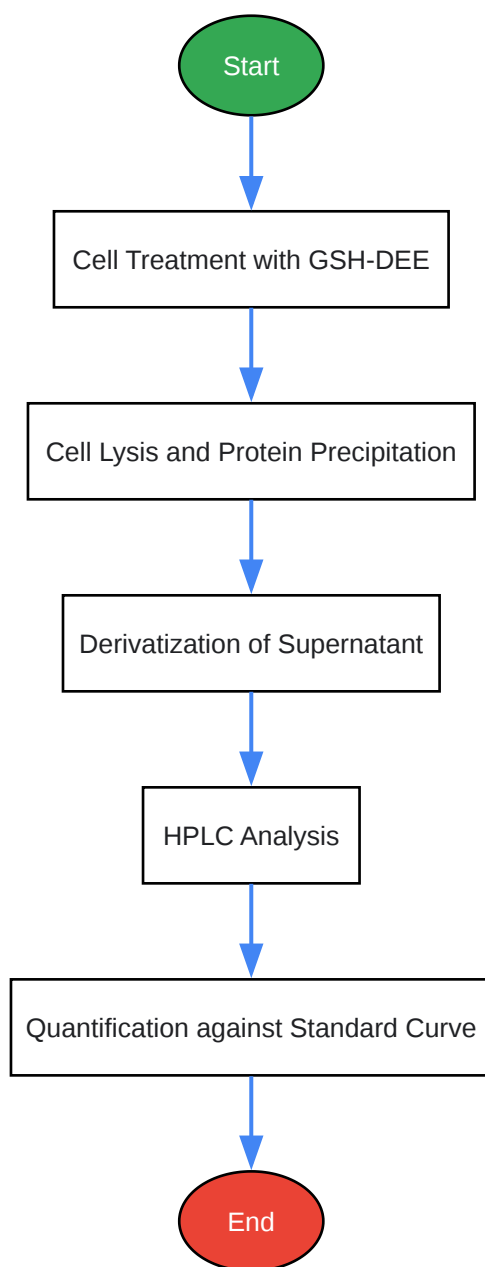 Start
Cell Treatment with GSH-DEE
Cell Lysis and Protein Precipitation
Derivatization of Supernatant
HPLC Analysis
Quantification against Standard Curve
End